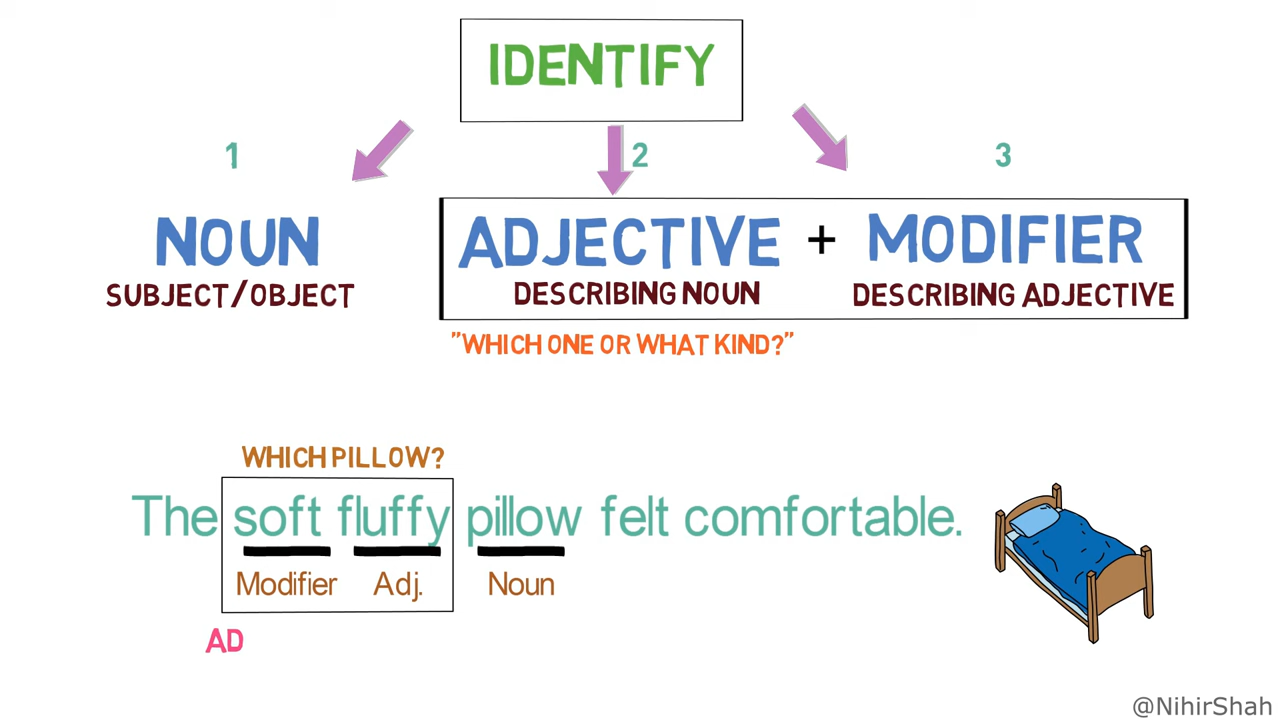 IDENTIFY
1 2 3
NOUN ADJECTIVE + MODIFIER
SUBJECT/OBJECT DESCRIBING NOUN DESCRIBING ADJECTIVE
"WHICH ONE OR WHAT KIND?"
WHICH PILLOW?
The soft fluffy pillow felt comfortable.
Modifier Adj. Noun
AD
@NihirShah